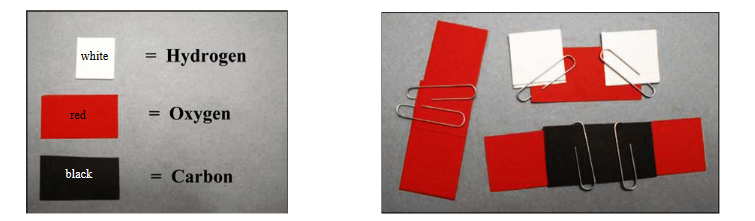 white = Hydrogen
red = Oxygen
black = Carbon